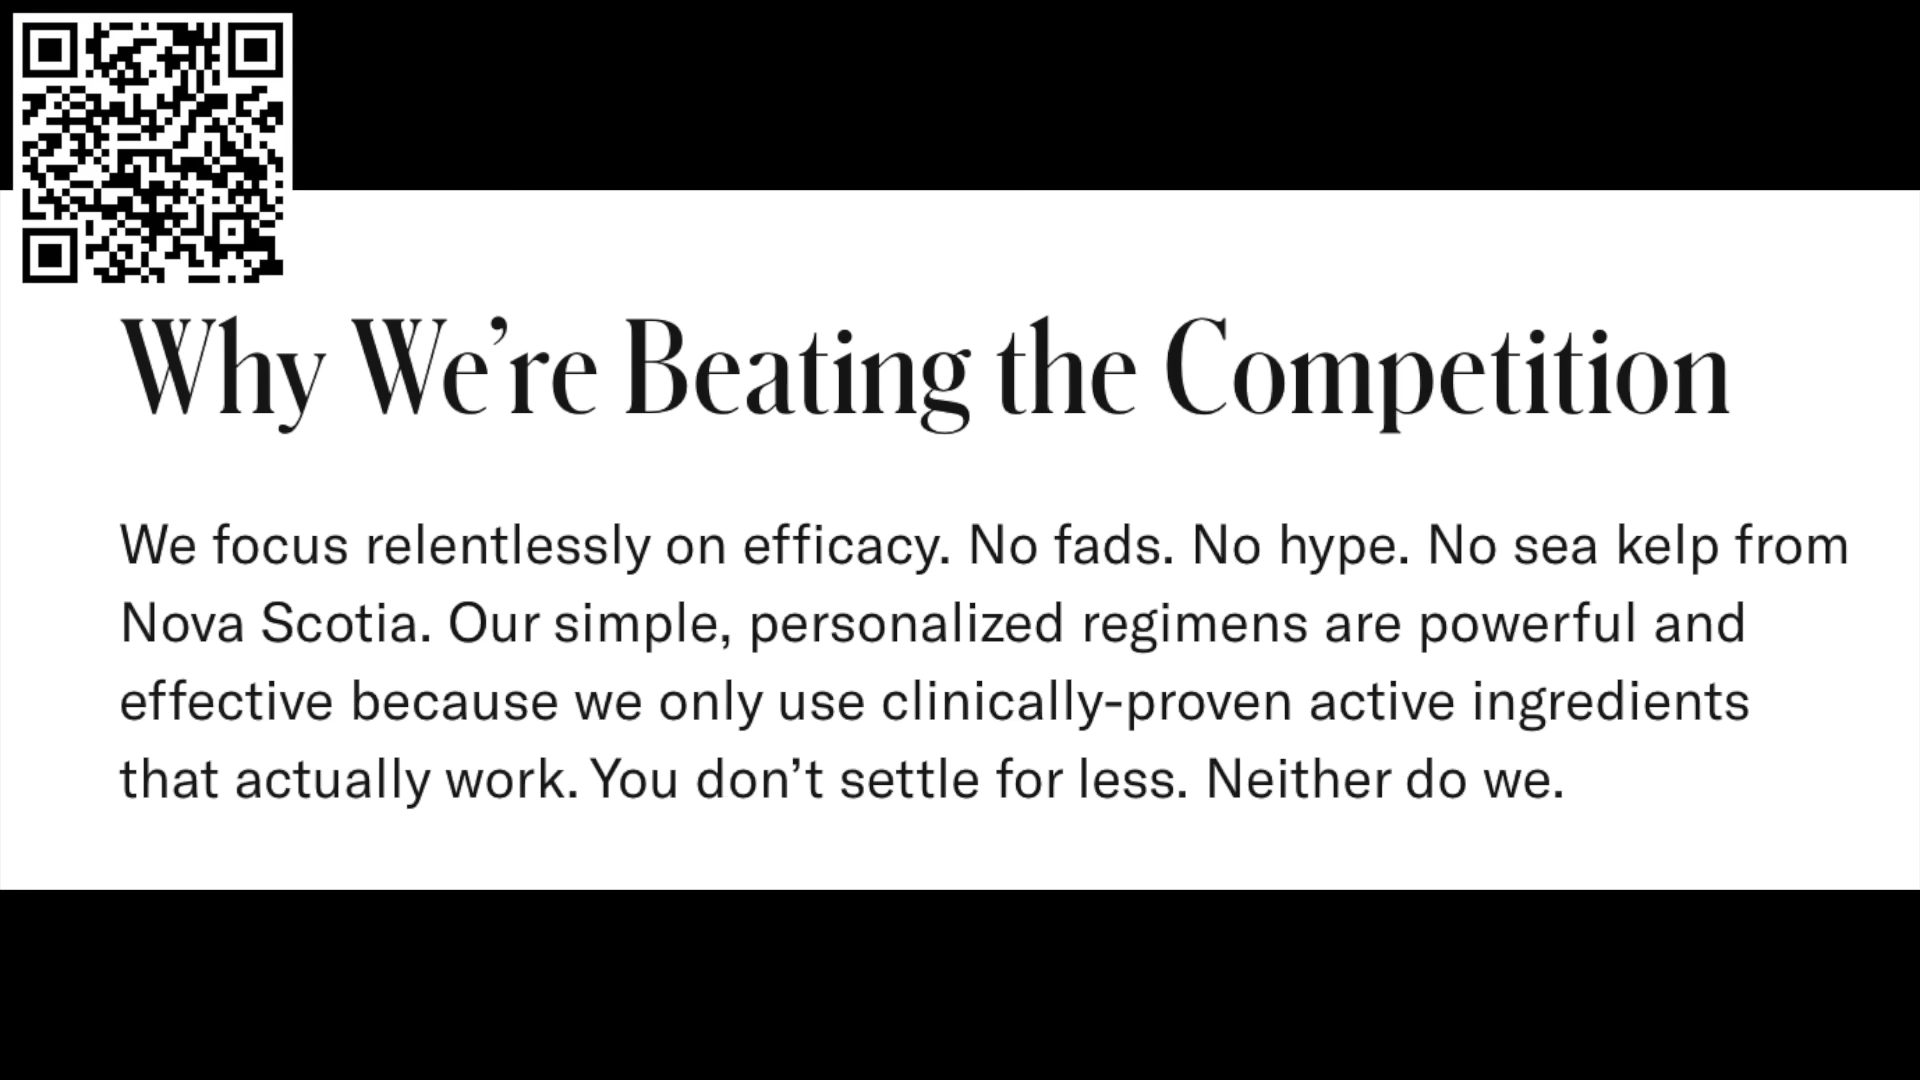 Why We’re Beating the Competition
We focus relentlessly on efficacy. No fads. No hype. No sea kelp from
Nova Scotia. Our simple, personalized regimens are powerful and
effective because we only use clinically-proven active ingredients
that actually work. You don’t settle for less. Neither do we.